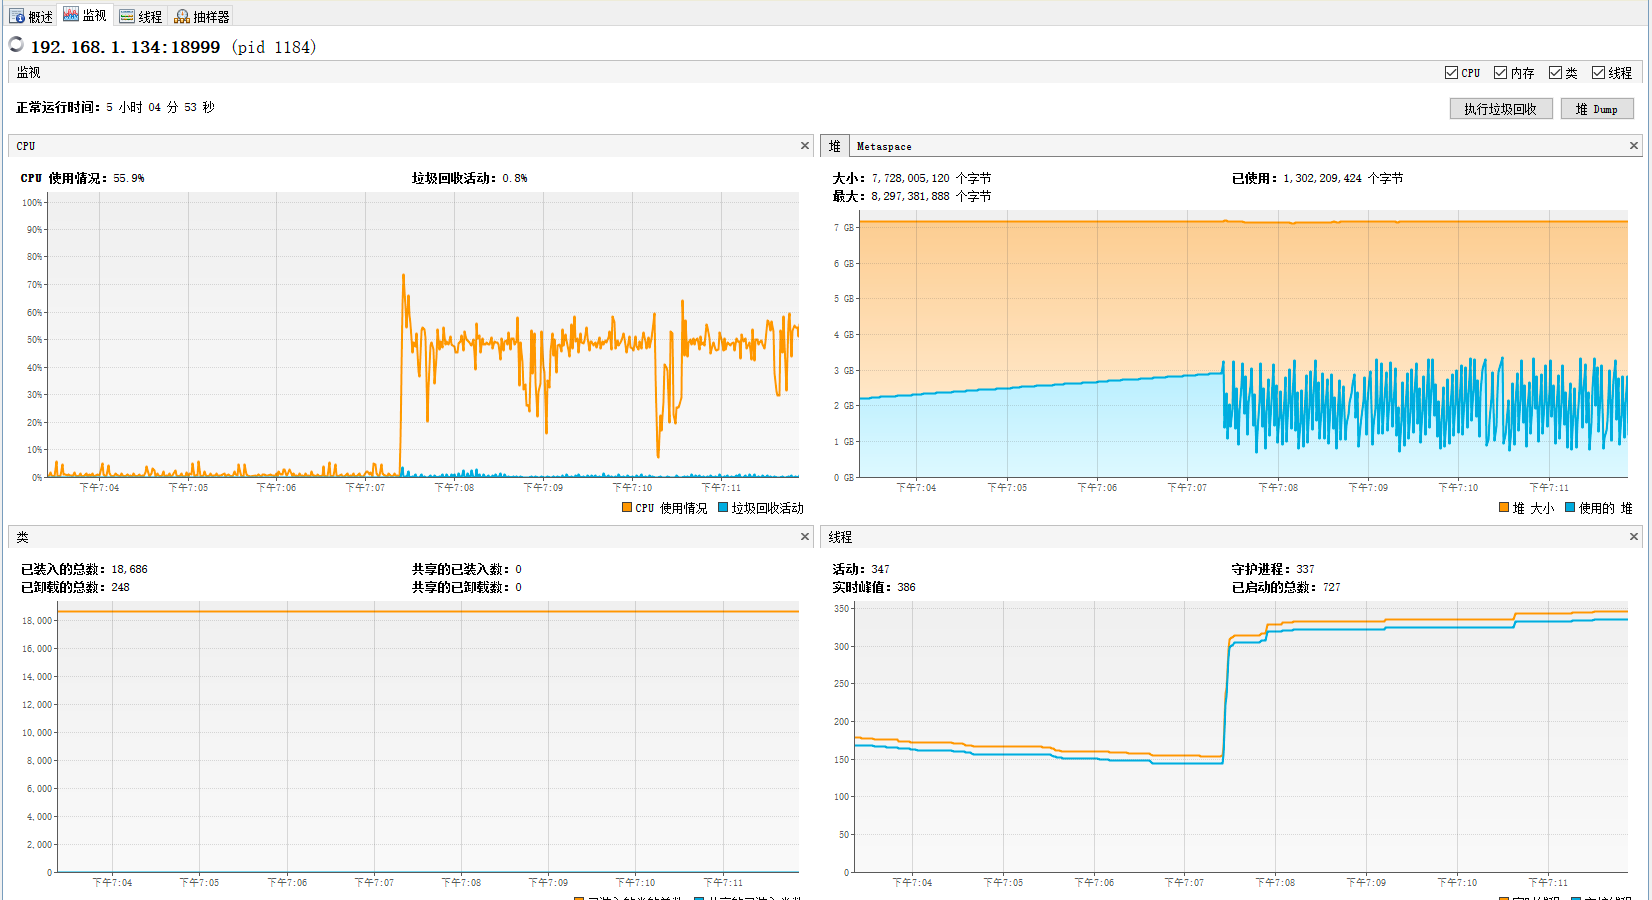 概述 监视 线程 抽样器
192.168.1.134:18999 (pid 1184)
监视 CPU 内存 类 线程
正常运行时间: 5 小时 04 分 53 秒 执行垃圾回收 堆 Dump
CPU
CPU 使用情况: 55.9% 垃圾回收活动: 0.8%
100%
90%
80%
70%
60%
50%
40%
30%
20%
10%
0%
下午7:04 下午7:05 下午7:06 下午7:07 下午7:08 下午7:09 下午7:10 下午7:11
CPU 使用情况 垃圾回收活动
堆 Metaspace
大小: 7,728,005,120 个字节 已使用: 1,302,209,424 个字节
最大: 8,297,381,888 个字节
7 GB
6 GB
5 GB
4 GB
3 GB
2 GB
1 GB
0 GB
下午7:04 下午7:05 下午7:06 下午7:07 下午7:08 下午7:09 下午7:10 下午7:11
堆 大小 使用的 堆
类
已装入的总数: 18,686 共享的已装入数: 0
已卸载的总数: 248 共享的已卸载数: 0
18,000
16,000
14,000
12,000
10,000
8,000
6,000
4,000
2,000
0
下午7:04 下午7:05 下午7:06 下午7:07 下午7:08 下午7:09 下午7:10 下午7:11
线程
活动: 347 守护进程: 337
实时峰值: 386 已启动的总数: 727
350
300
250
200
150
100
50
0
下午7:04 下午7:05 下午7:06 下午7:07 下午7:08 下午7:09 下午7:10 下午7:11